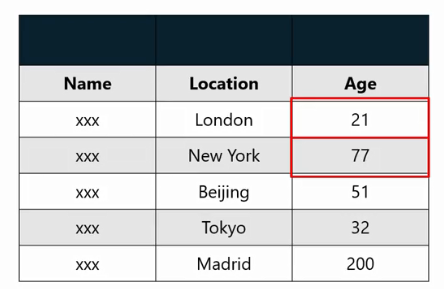 Name Location Age
xxx London 21
xxx New York 77
xxx Beijing 51
xxx Tokyo 32
xxx Madrid 200